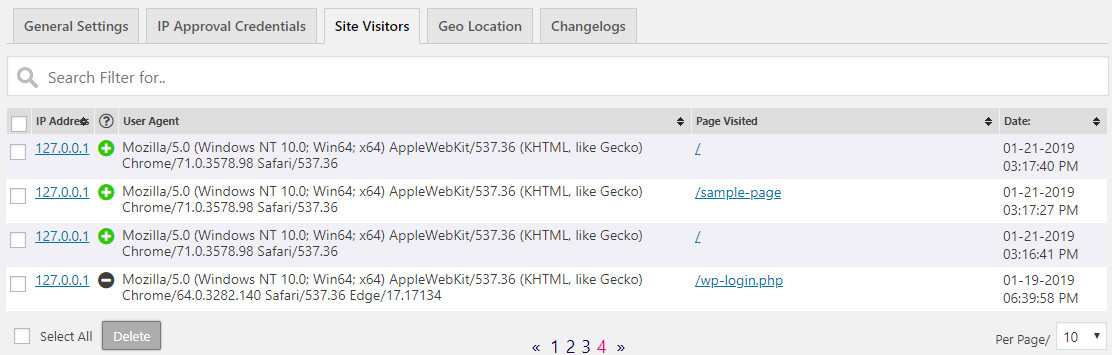 General Settings IP Approval Credentials Site Visitors Geo Location Changelogs
Search Filter for..
IP Address ? User Agent Page Visited Date:
127.0.0.1 Mozilla/5.0 (Windows NT 10.0; Win64; x64) AppleWebKit/537.36 (KHTML, like Gecko) / 01-21-2019
Chrome/71.0.3578.98 Safari/537.36 03:17:40 PM
127.0.0.1 Mozilla/5.0 (Windows NT 10.0; Win64; x64) AppleWebKit/537.36 (KHTML, like Gecko) /sample-page 01-21-2019
Chrome/71.0.3578.98 Safari/537.36 03:17:27 PM
127.0.0.1 Mozilla/5.0 (Windows NT 10.0; Win64; x64) AppleWebKit/537.36 (KHTML, like Gecko) / 01-21-2019
Chrome/71.0.3578.98 Safari/537.36 03:16:41 PM
127.0.0.1 Mozilla/5.0 (Windows NT 10.0; Win64; x64) AppleWebKit/537.36 (KHTML, like Gecko) /wp-login.php 01-19-2019
Chrome/64.0.3282.140 Safari/537.36 Edge/17.17134 06:39:58 PM
Select All Delete « 1 2 3 4 » Per Page/ 10